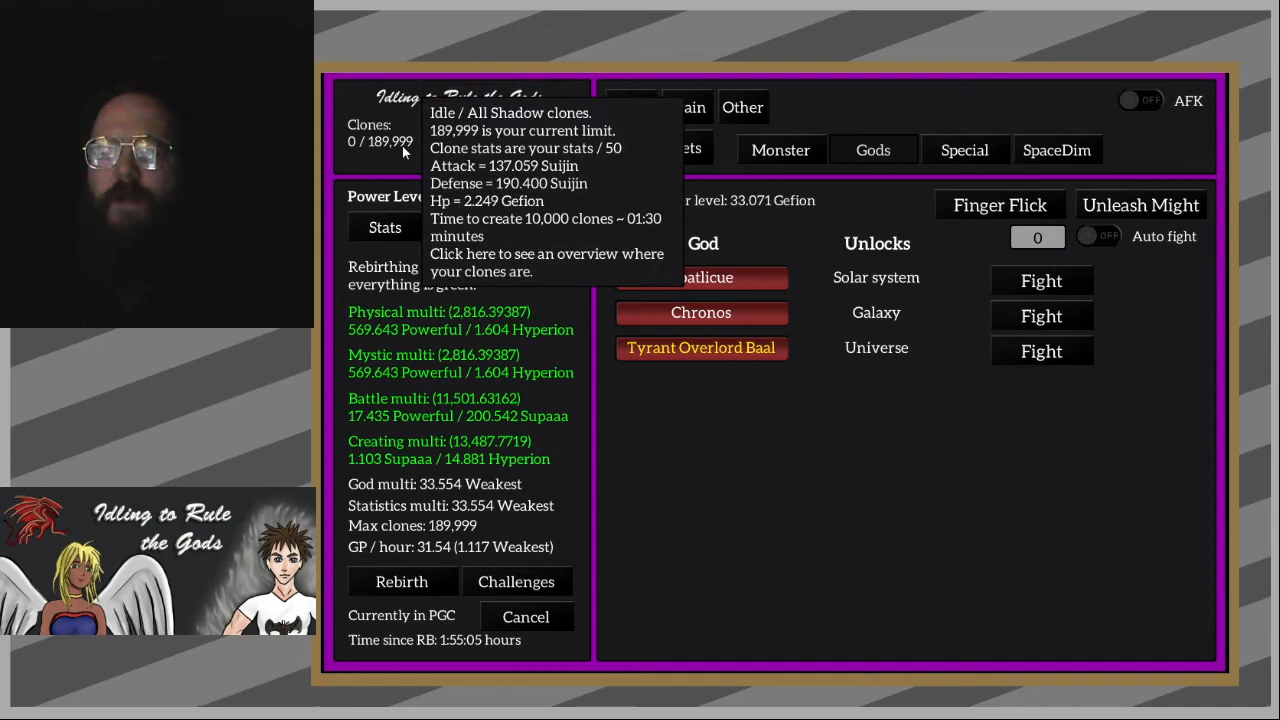 Idling to Rule the Gods
Clones:
0 / 189,999
Idle / All Shadow clones.
189,999 is your current limit.
Clone stats are your stats / 50
Attack = 137.059 Suijin
Defense = 190.400 Suijin
Hp = 2.249 Gefion
Time to create 10,000 clones ~ 01:30
minutes
Click here to see an overview where
your clones are.
Other
OFF AFK
Monster Gods Special SpaceDim
Stats
Rebirthing
Physical multi: (2,816.39387)
569.643 Powerful / 1.604 Hyperion
Mystic multi: (2,816.39387)
569.643 Powerful / 1.604 Hyperion
Battle multi: (11,501.63162)
17.435 Powerful / 200.542 Supaaa
Creating multi: (13,487.7719)
1.103 Supaaa / 14.881 Hyperion
God multi: 33.554 Weakest
Statistics multi: 33.554 Weakest
Max clones: 189,999
GP / hour: 31.54 (1.117 Weakest)
Rebirth Challenges
Currently in PGC Cancel
Time since RB: 1:55:05 hours
level: 33.071 Gefion
Finger Flick Unleash Might
0 OFF Auto fight
God Unlocks
Solar system Fight
Chronos Galaxy Fight
Tyrant Overlord Baal Universe Fight
Idling to Rule
the Gods